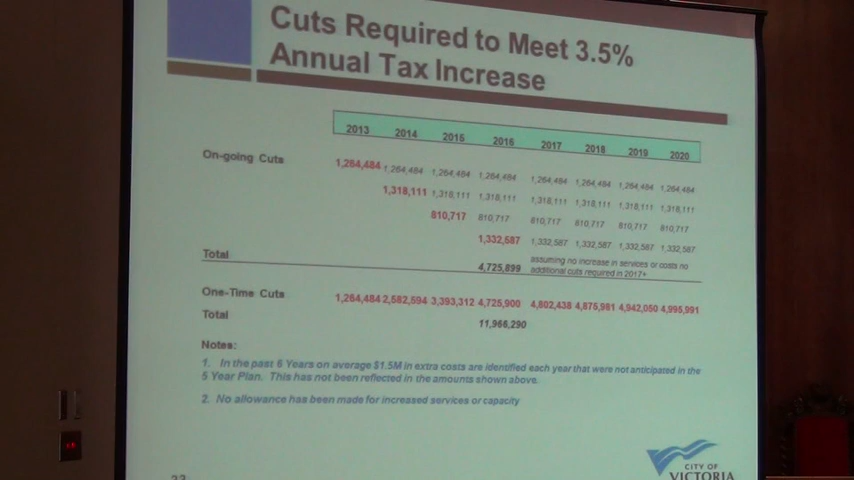 Cuts Required to Meet 3.5%
Annual Tax Increase
2013 2014 2015 2016 2017 2018 2019 2020
On-going Cuts 1,264,484 1,264,484 1,264,484 1,264,484 1,264,484 1,264,484 1,264,484 1,264,484
1,318,111 1,318,111 1,318,111 1,318,111 1,318,111 1,318,111 1,318,111
810,717 810,717 810,717 810,717 810,717 810,717
1,332,587 1,332,587 1,332,587 1,332,587 1,332,587
Total 4,725,899 assuming no increase in services or costs no
additional cuts required in 2017+
One-Time Cuts 1,264,484 2,582,594 3,393,312 4,725,900 4,802,438 4,875,981 4,942,050 4,995,991
Total 11,966,290
Notes:
1. In the past 6 Years on average $1.5M in extra costs are identified each year that were not anticipated in the
5 Year Plan. This has not been reflected in the amounts shown above.
2. No allowance has been made for increased services or capacity
CITY OF
VICTORIA